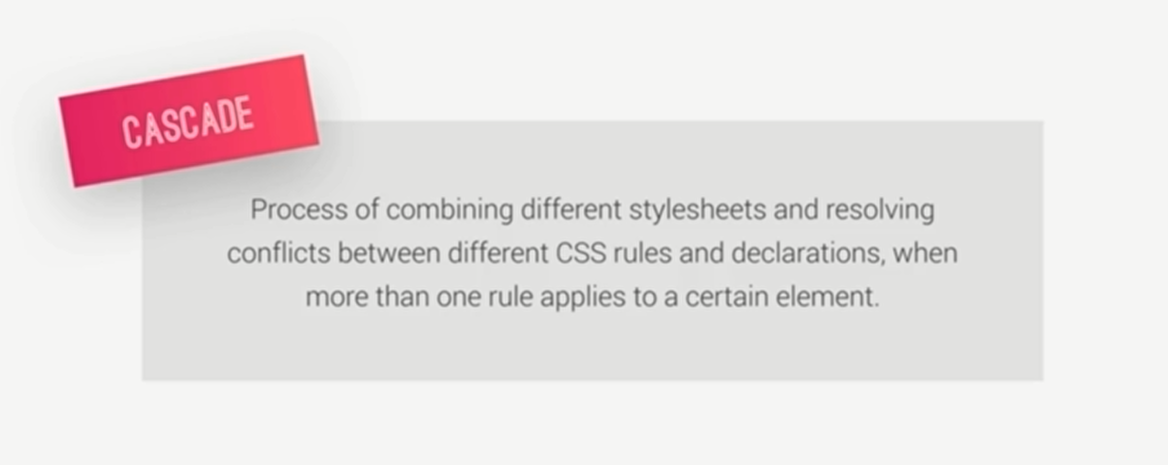 CASCADE
Process of combining different stylesheets and resolving
conflicts between different CSS rules and declarations, when
more than one rule applies to a certain element.